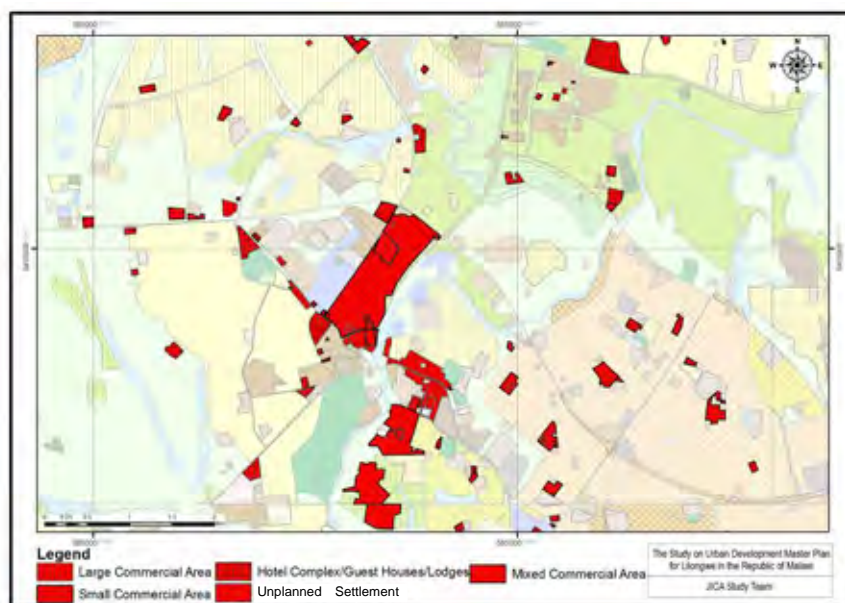 N
W E
S
Legend
Large Commercial Area
Hotel Complex/Guest Houses/Lodges
Mixed Commercial Area
Small Commercial Area
Unplanned Settlement
The Study on Urban Development Master Plan
for Lilongwe in the Republic of Malawi
JICA Study Team